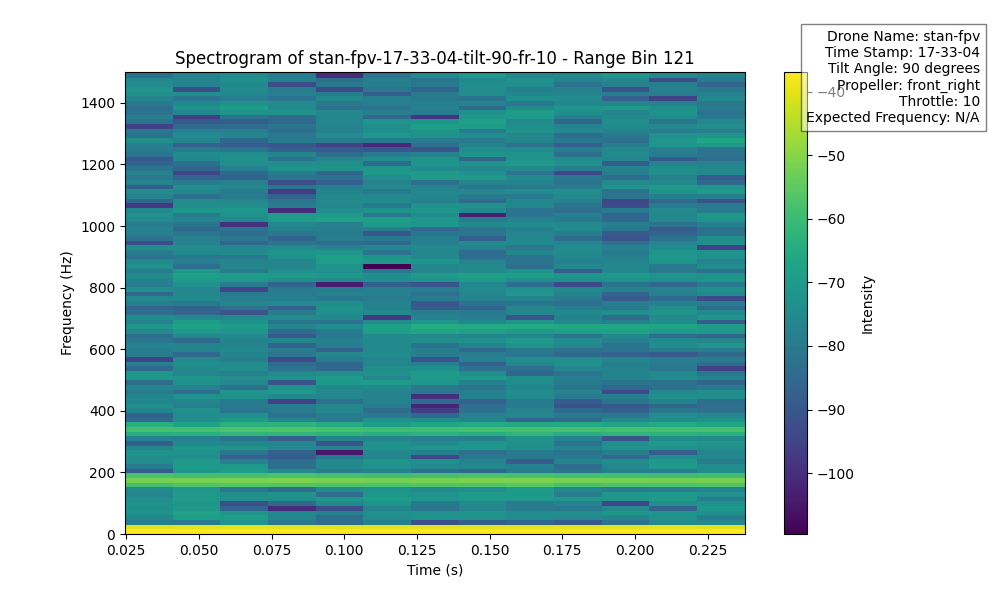 Spectrogram of stan-fpv-17-33-04-tilt-90-fr-10 - Range Bin 121
Drone Name: stan-fpv
Time Stamp: 17-33-04
Tilt Angle: 90 degrees
Propeller: front_right
Throttle: 10
Expected Frequency: N/A
Frequency (Hz)
1400
1200
1000
800
600
400
200
0
0.025
0.050
0.075
0.100
0.125
0.150
0.175
0.200
0.225
Time (s)
−40
−50
−60
−70
−80
−90
−100
Intensity